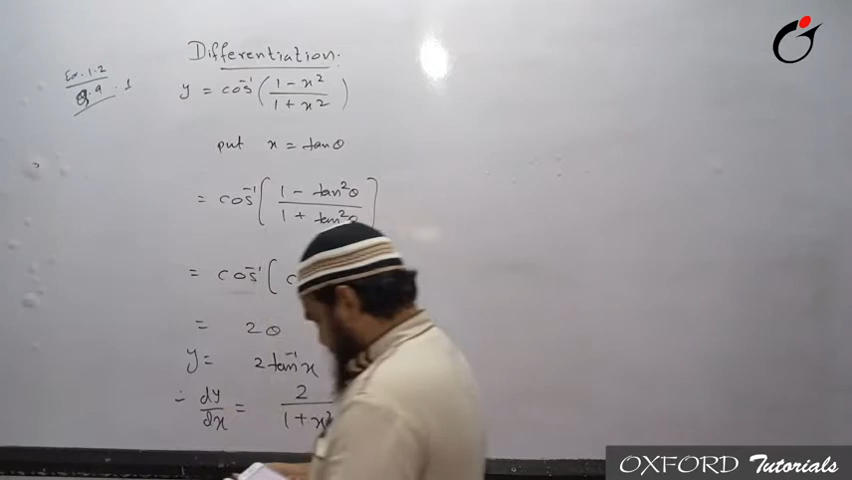 Differentiation.
Ex. 1.2
Q.9 . 1
y = cos⁻¹ ( (1 - x²) / (1 + x²) )
put x = tanθ
= cos⁻¹ [ (1 - tan²θ) / (1 + tan²θ) ]
= cos⁻¹ ( c
= 2θ
y = 2 tan⁻¹ x
∴ dy/dx = 2 / (1 + x²
OXFORD Tutorials